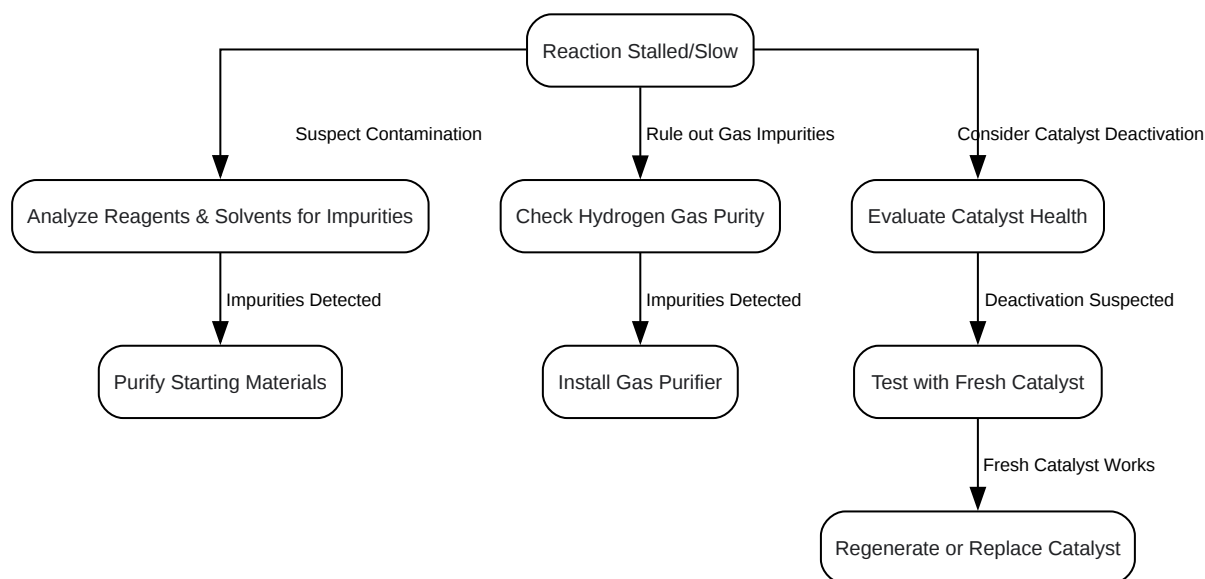 Reaction Stalled/Slow
Suspect Contamination
Rule out Gas Impurities
Consider Catalyst Deactivation
Analyze Reagents & Solvents for Impurities
Check Hydrogen Gas Purity
Evaluate Catalyst Health
Impurities Detected
Impurities Detected
Deactivation Suspected
Purify Starting Materials
Install Gas Purifier
Test with Fresh Catalyst
Fresh Catalyst Works
Regenerate or Replace Catalyst